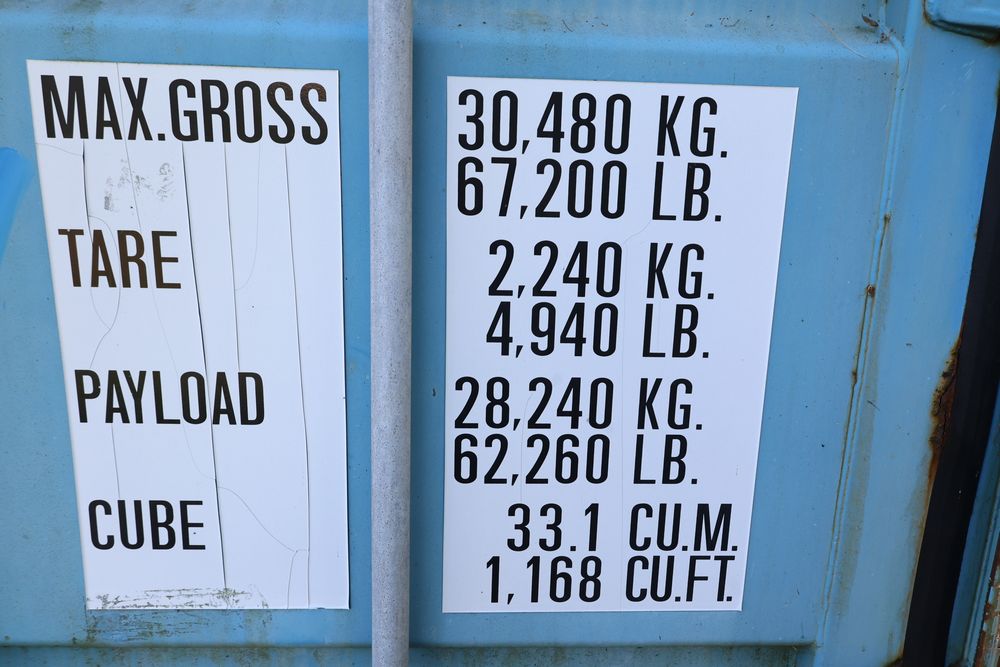 MAX.GROSS 30,480 KG.
67,200 LB.
TARE 2,240 KG.
4,940 LB.
PAYLOAD 28,240 KG.
62,260 LB.
CUBE 33.1 CU.M.
1,168 CU.FT.